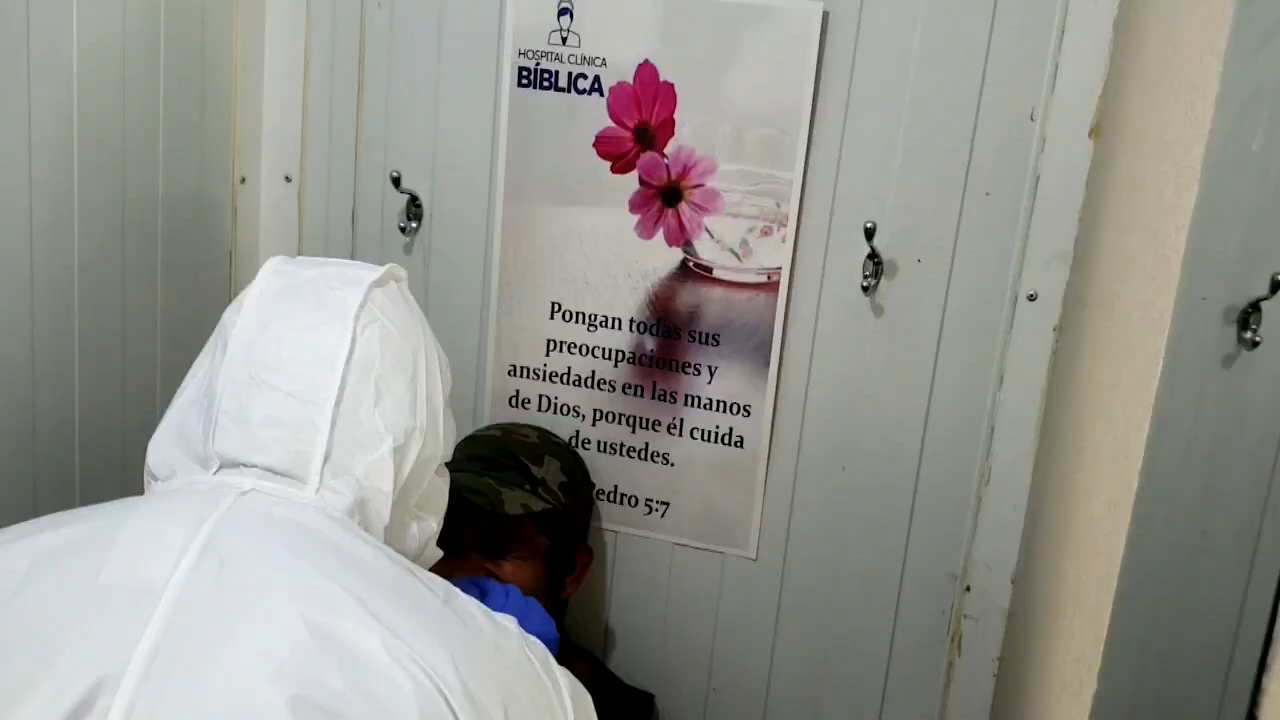 HOSPITAL CLÍNICA
BÍBLICA
Pongan todas sus
preocupaciones y
ansiedades en las manos
de Dios, porque él cuida
de ustedes.
5:7